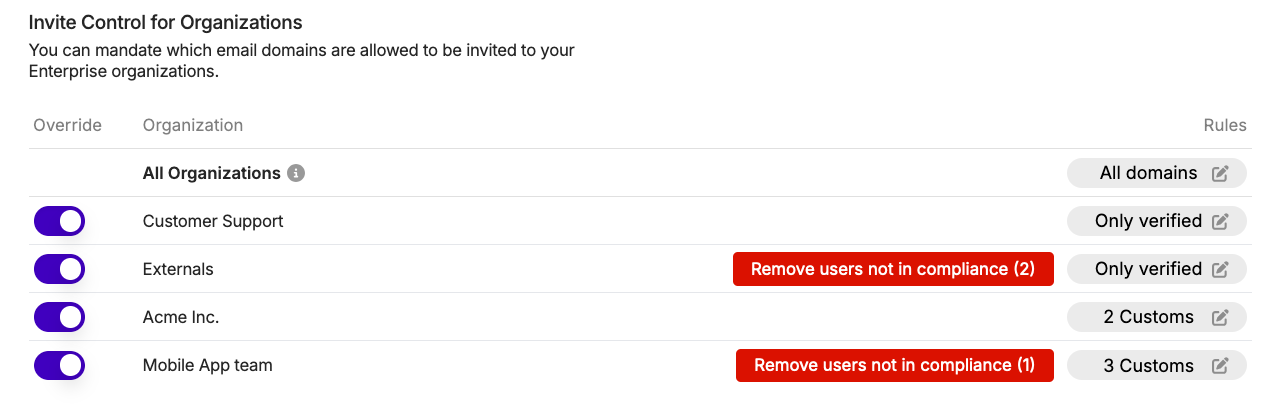 Invite Control for Organizations
You can mandate which email domains are allowed to be invited to your
Enterprise organizations.
Override Organization Rules
All Organizations All domains
Customer Support Only verified
Externals Remove users not in compliance (2) Only verified
Acme Inc. 2 Customs
Mobile App team Remove users not in compliance (1) 3 Customs